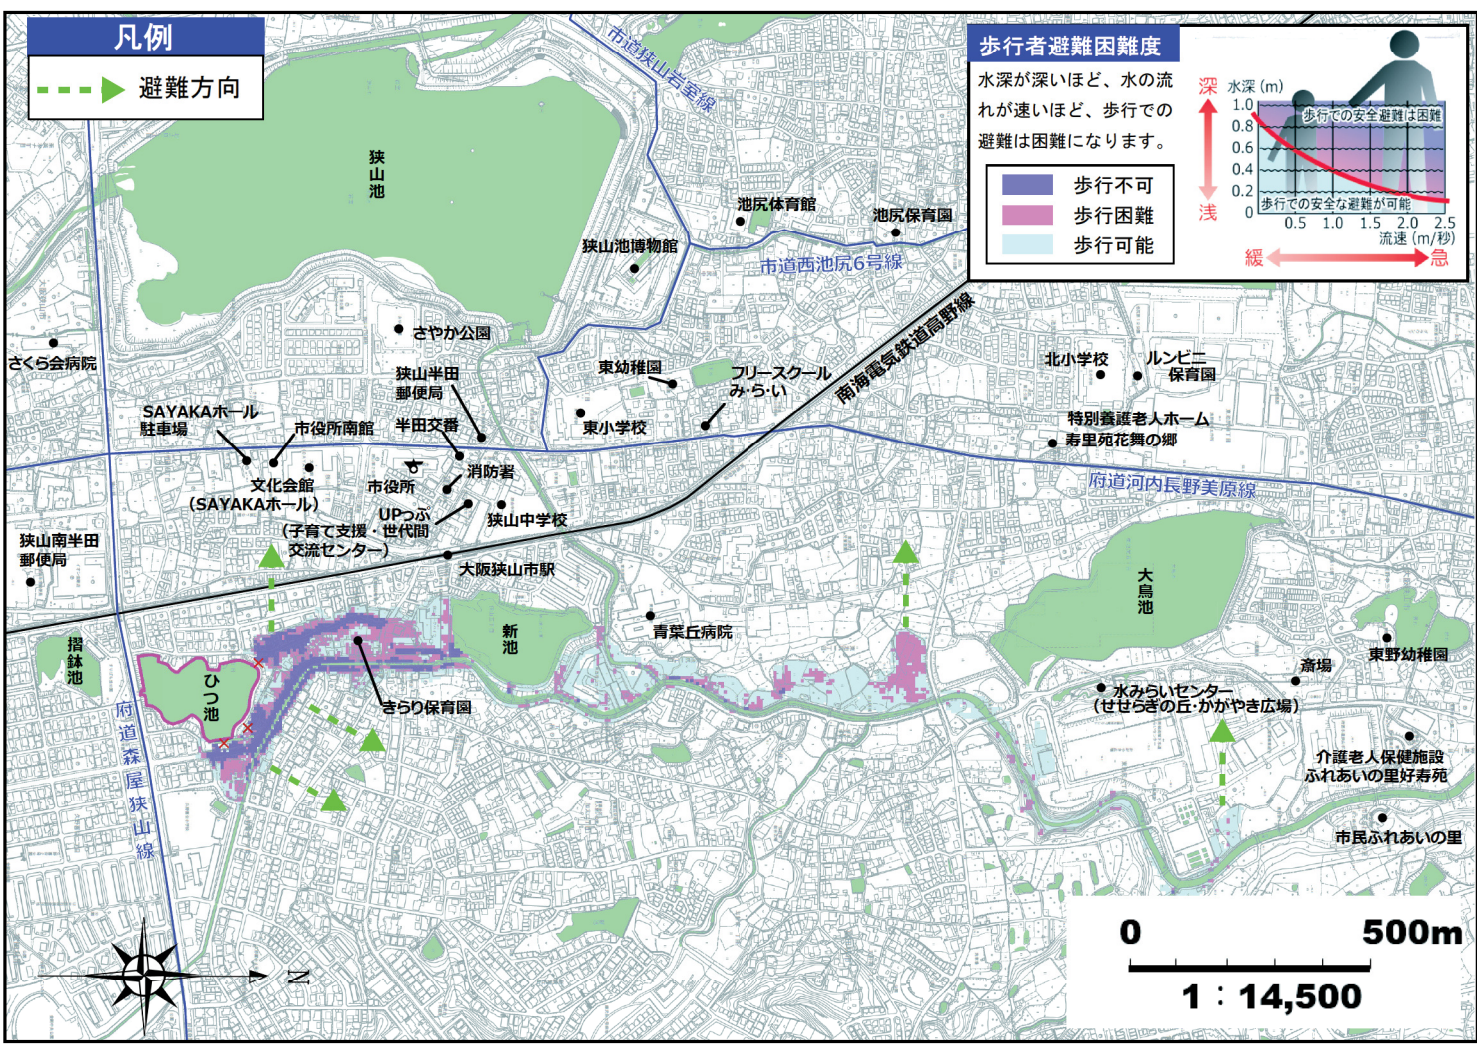 凡例
避難方向
歩行者避難困難度
水深が深いほど、水の流
れが速いほど、歩行での
避難は困難になります。
歩行不可
歩行困難
歩行可能
深
浅
水深(m)
1.0
0.8
0.6
0.4
0.2
0
歩行での安全避難は困難
歩行での安全な避難が可能
0.5
1.0
1.5
2.0
2.5
流速(m/秒)
緩
急
市道狭山岩室線
狭山池
池尻体育館
池尻保育園
狭山池博物館
市道西池尻6号線
さやか公園
さくら会病院
南海電気鉄道高野線
狭山半田
郵便局
東幼稚園
フリースクール
み・ら・い
北小学校
ルンビニ
保育園
SAYAKAホール
駐車場
市役所南館
半田交番
東小学校
特別養護老人ホーム
寿里苑花舞の郷
文化会館
(SAYAKAホール)
市役所
消防署
府道河内長野美原線
UPっぷ
(子育て支援・世代間
交流センター)
狭山中学校
狭山南半田
郵便局
大阪狭山市駅
大鳥池
摺鉢池
新池
青葉丘病院
東野幼稚園
斎場
ひつ池
きらり保育園
水みらいセンター
(せせらぎの丘・かがやき広場)
府道森屋狭山線
介護老人保健施設
ふれあいの里好寿苑
市民ふれあいの里
N
0
500m
1：14,500